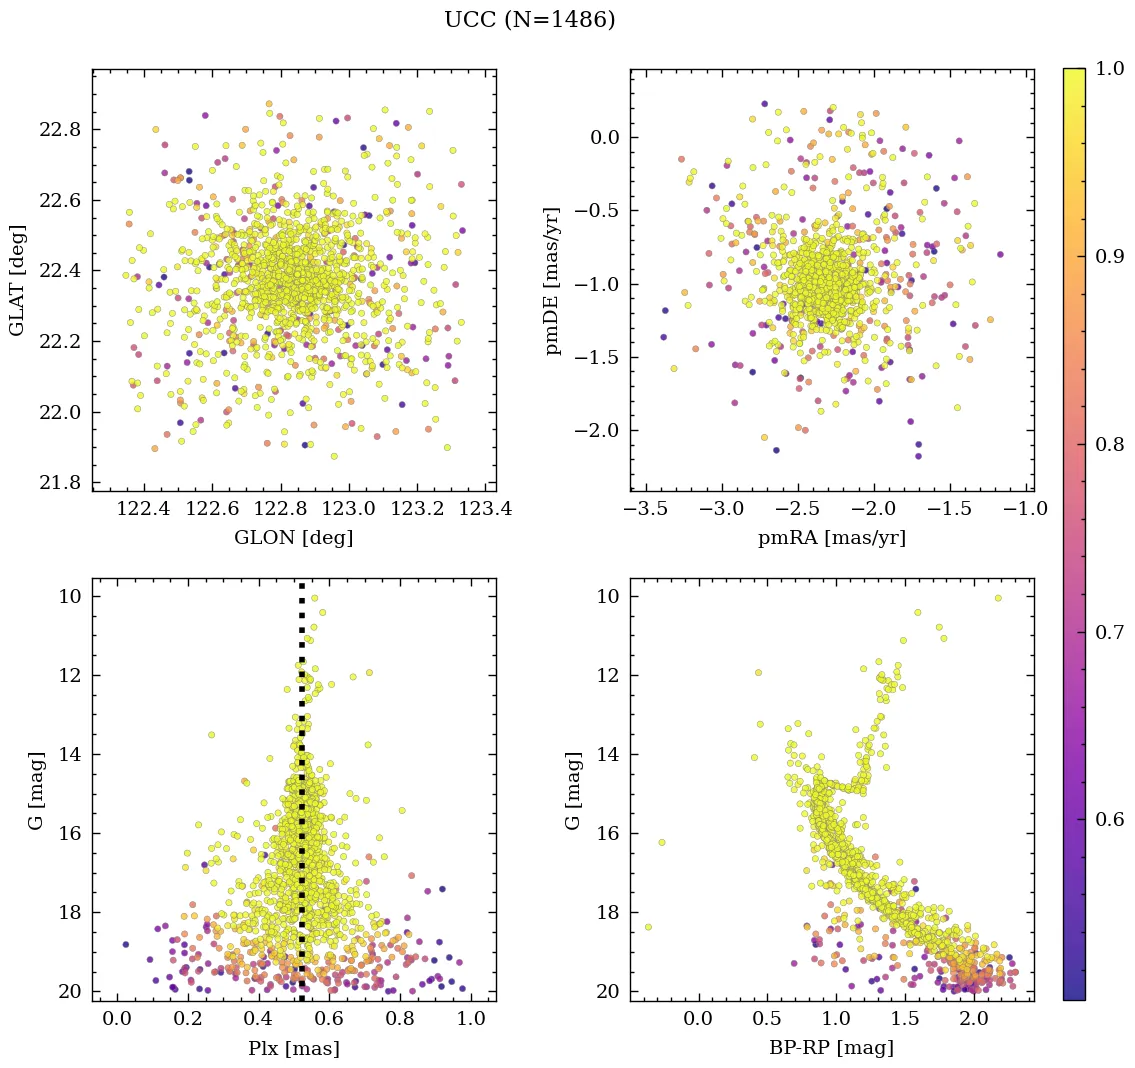 UCC (N=1486)
22.8
22.6
22.4
22.2
22.0
21.8
GLAT [deg]
122.4 122.6 122.8 123.0 123.2 123.4
GLON [deg]
0.0
−0.5
−1.0
−1.5
−2.0
pmDE [mas/yr]
−3.5 −3.0 −2.5 −2.0 −1.5 −1.0
pmRA [mas/yr]
1.0
0.9
0.8
0.7
0.6
10
12
14
16
18
20
G [mag]
0.0 0.2 0.4 0.6 0.8 1.0
Plx [mas]
10
12
14
16
18
20
G [mag]
0.0 0.5 1.0 1.5 2.0
BP-RP [mag]